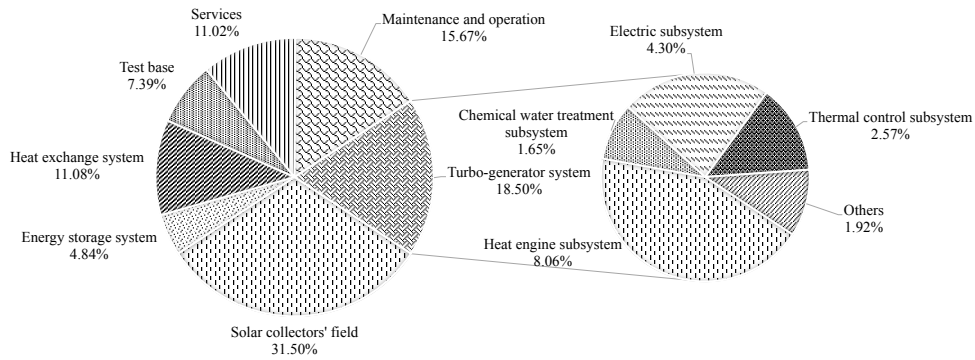 Services
11.02%
Maintenance and operation
15.67%
Test base
7.39%
Heat exchange system
11.08%
Energy storage system
4.84%
Solar collectors' field
31.50%
Turbo-generator system
18.50%
Electric subsystem
4.30%
Chemical water treatment
subsystem
1.65%
Thermal control subsystem
2.57%
Others
1.92%
Heat engine subsystem
8.06%